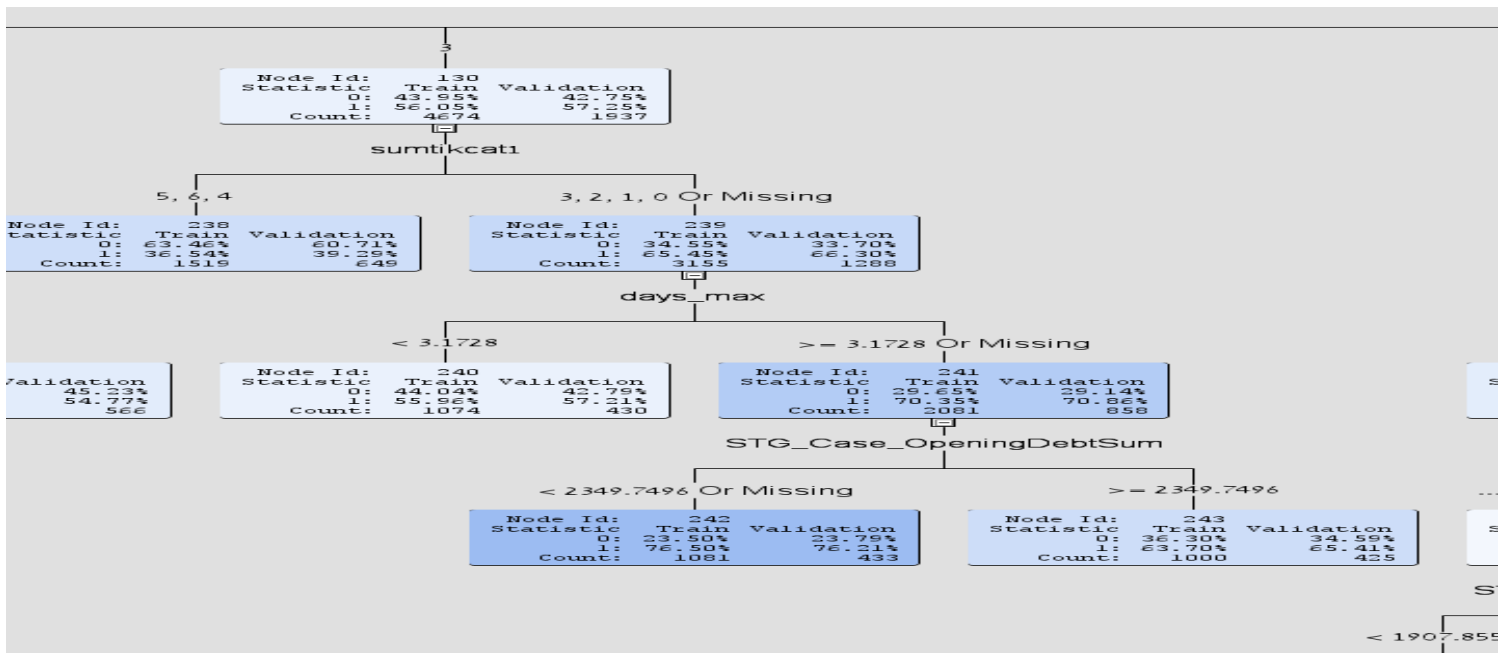 3
Node Id: 130
Statistic Train Validation
0: 43.95% 42.75%
1: 56.05% 57.25%
Count: 4674 1937
sumtikcat1
5, 6, 4
3, 2, 1, 0 Or Missing
Node Id: 238
tatistic Train Validation
0: 63.46% 60.71%
1: 36.54% 39.29%
Count: 1519 649
Node Id: 239
Statistic Train Validation
0: 34.55% 33.70%
1: 65.45% 66.30%
Count: 3155 1288
days_max
< 3.1728
>= 3.1728 Or Missing
Validation
45.23%
54.77%
566
Node Id: 240
Statistic Train Validation
0: 44.04% 42.79%
1: 55.96% 57.21%
Count: 1074 430
Node Id: 241
Statistic Train Validation
0: 29.65% 29.14%
1: 70.35% 70.86%
Count: 2081 858
S
STG_Case_OpeningDebtSum
< 2349.7496 Or Missing
>= 2349.7496
...
Node Id: 242
Statistic Train Validation
0: 23.50% 23.79%
1: 76.50% 76.21%
Count: 1081 433
Node Id: 243
Statistic Train Validation
0: 36.30% 34.59%
1: 63.70% 65.41%
Count: 1000 425
S
ST
< 1907.855